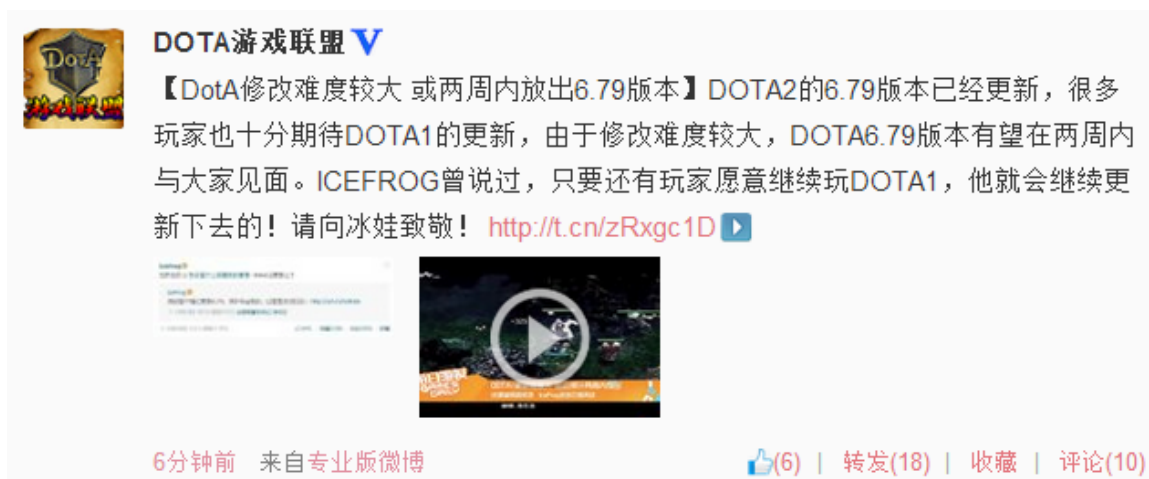 DotA
游戏联盟
DOTA游戏联盟V
【DotA修改难度较大 或两周内放出6.79版本】DOTA2的6.79版本已经更新，很多
玩家也十分期待DOTA1的更新，由于修改难度较大，DOTA6.79版本有望在两周内
与大家见面。ICEFROG曾说过，只要还有玩家愿意继续玩DOTA1，他就会继续更
新下去的！请向冰蛙致敬！ http://t.cn/zRxgc1D
6分钟前 来自专业版微博 (6) | 转发(18) | 收藏 | 评论(10)